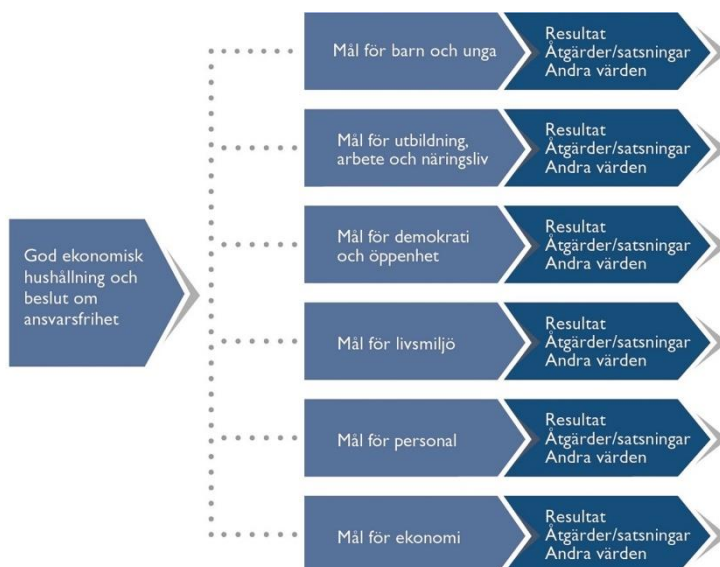 God ekonomisk
hushållning och
beslut om
ansvarsfrihet
Mål för barn och unga
Resultat
Åtgärder/satsningar
Andra värden
Mål för utbildning,
arbete och näringsliv
Resultat
Åtgärder/satsningar
Andra värden
Mål för demokrati
och öppenhet
Resultat
Åtgärder/satsningar
Andra värden
Mål för livsmiljö
Resultat
Åtgärder/satsningar
Andra värden
Mål för personal
Resultat
Åtgärder/satsningar
Andra värden
Mål för ekonomi
Resultat
Åtgärder/satsningar
Andra värden